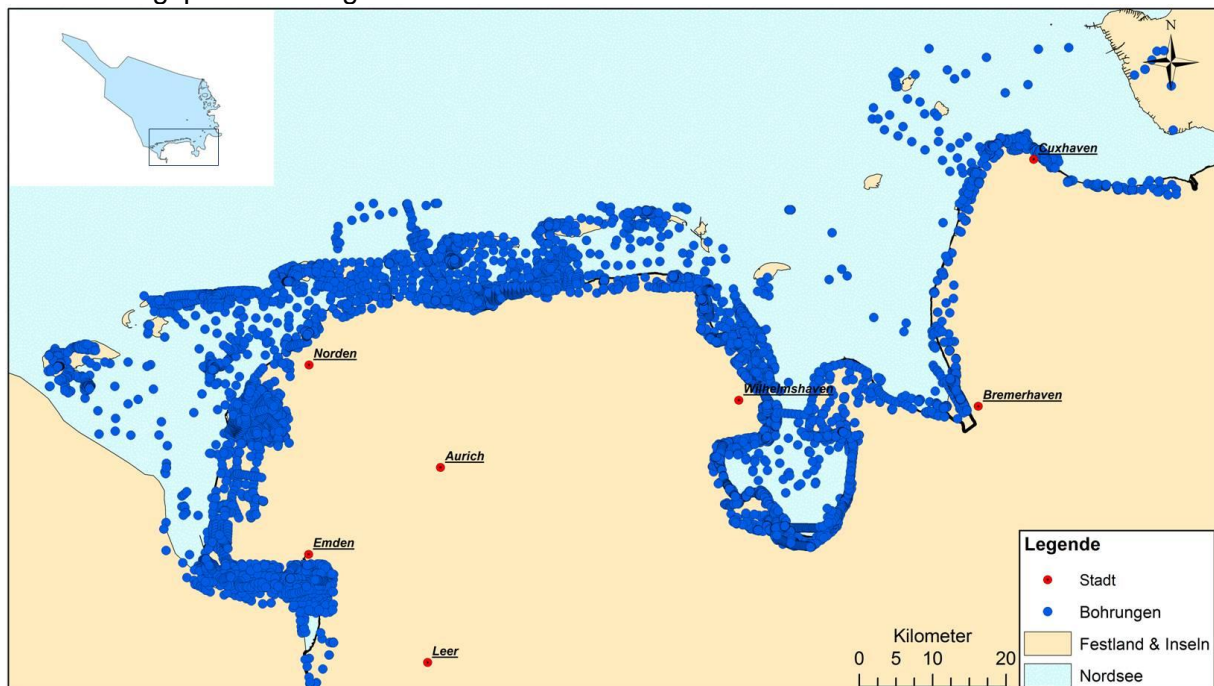 N
Cuxhaven
Norden
Wilhelmshaven
Bremerhaven
Aurich
Emden
Leer
Kilometer
0 5 10 20
Legende
Stadt
Bohrungen
Festland & Inseln
Nordsee